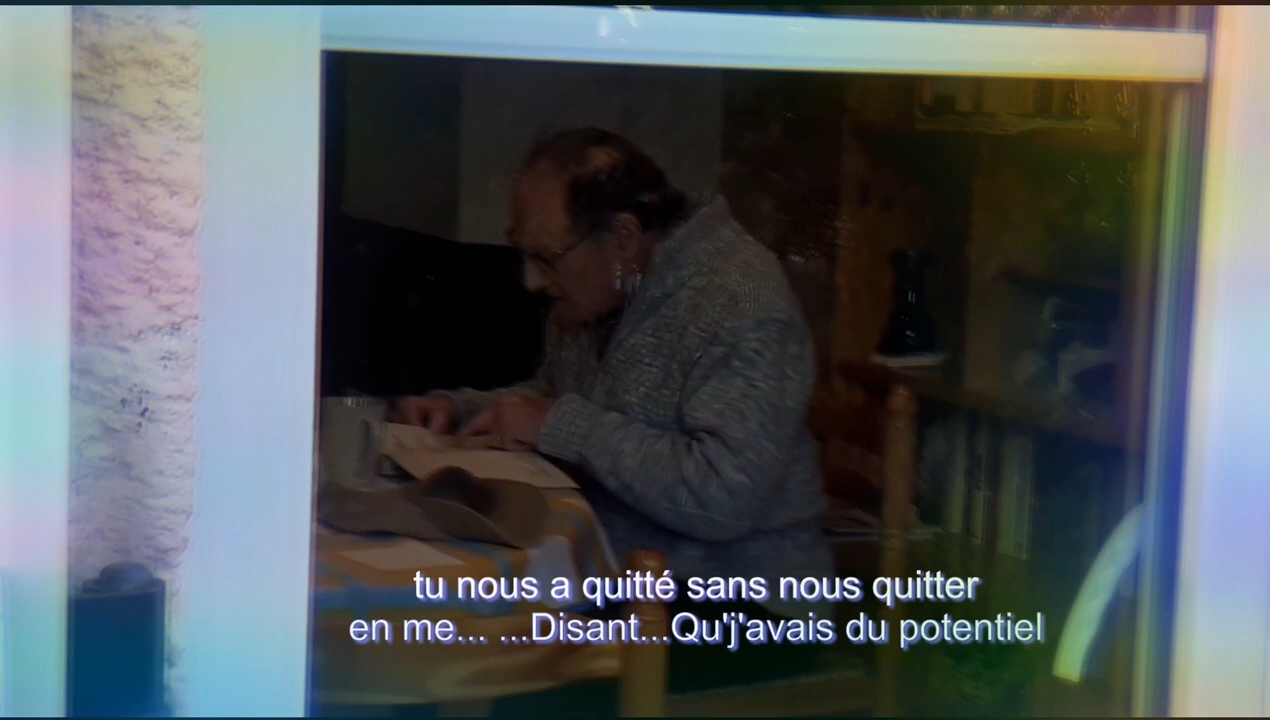 tu nous a quitté sans nous quitter
en me... ...Disant...Qu'j'avais du potentiel